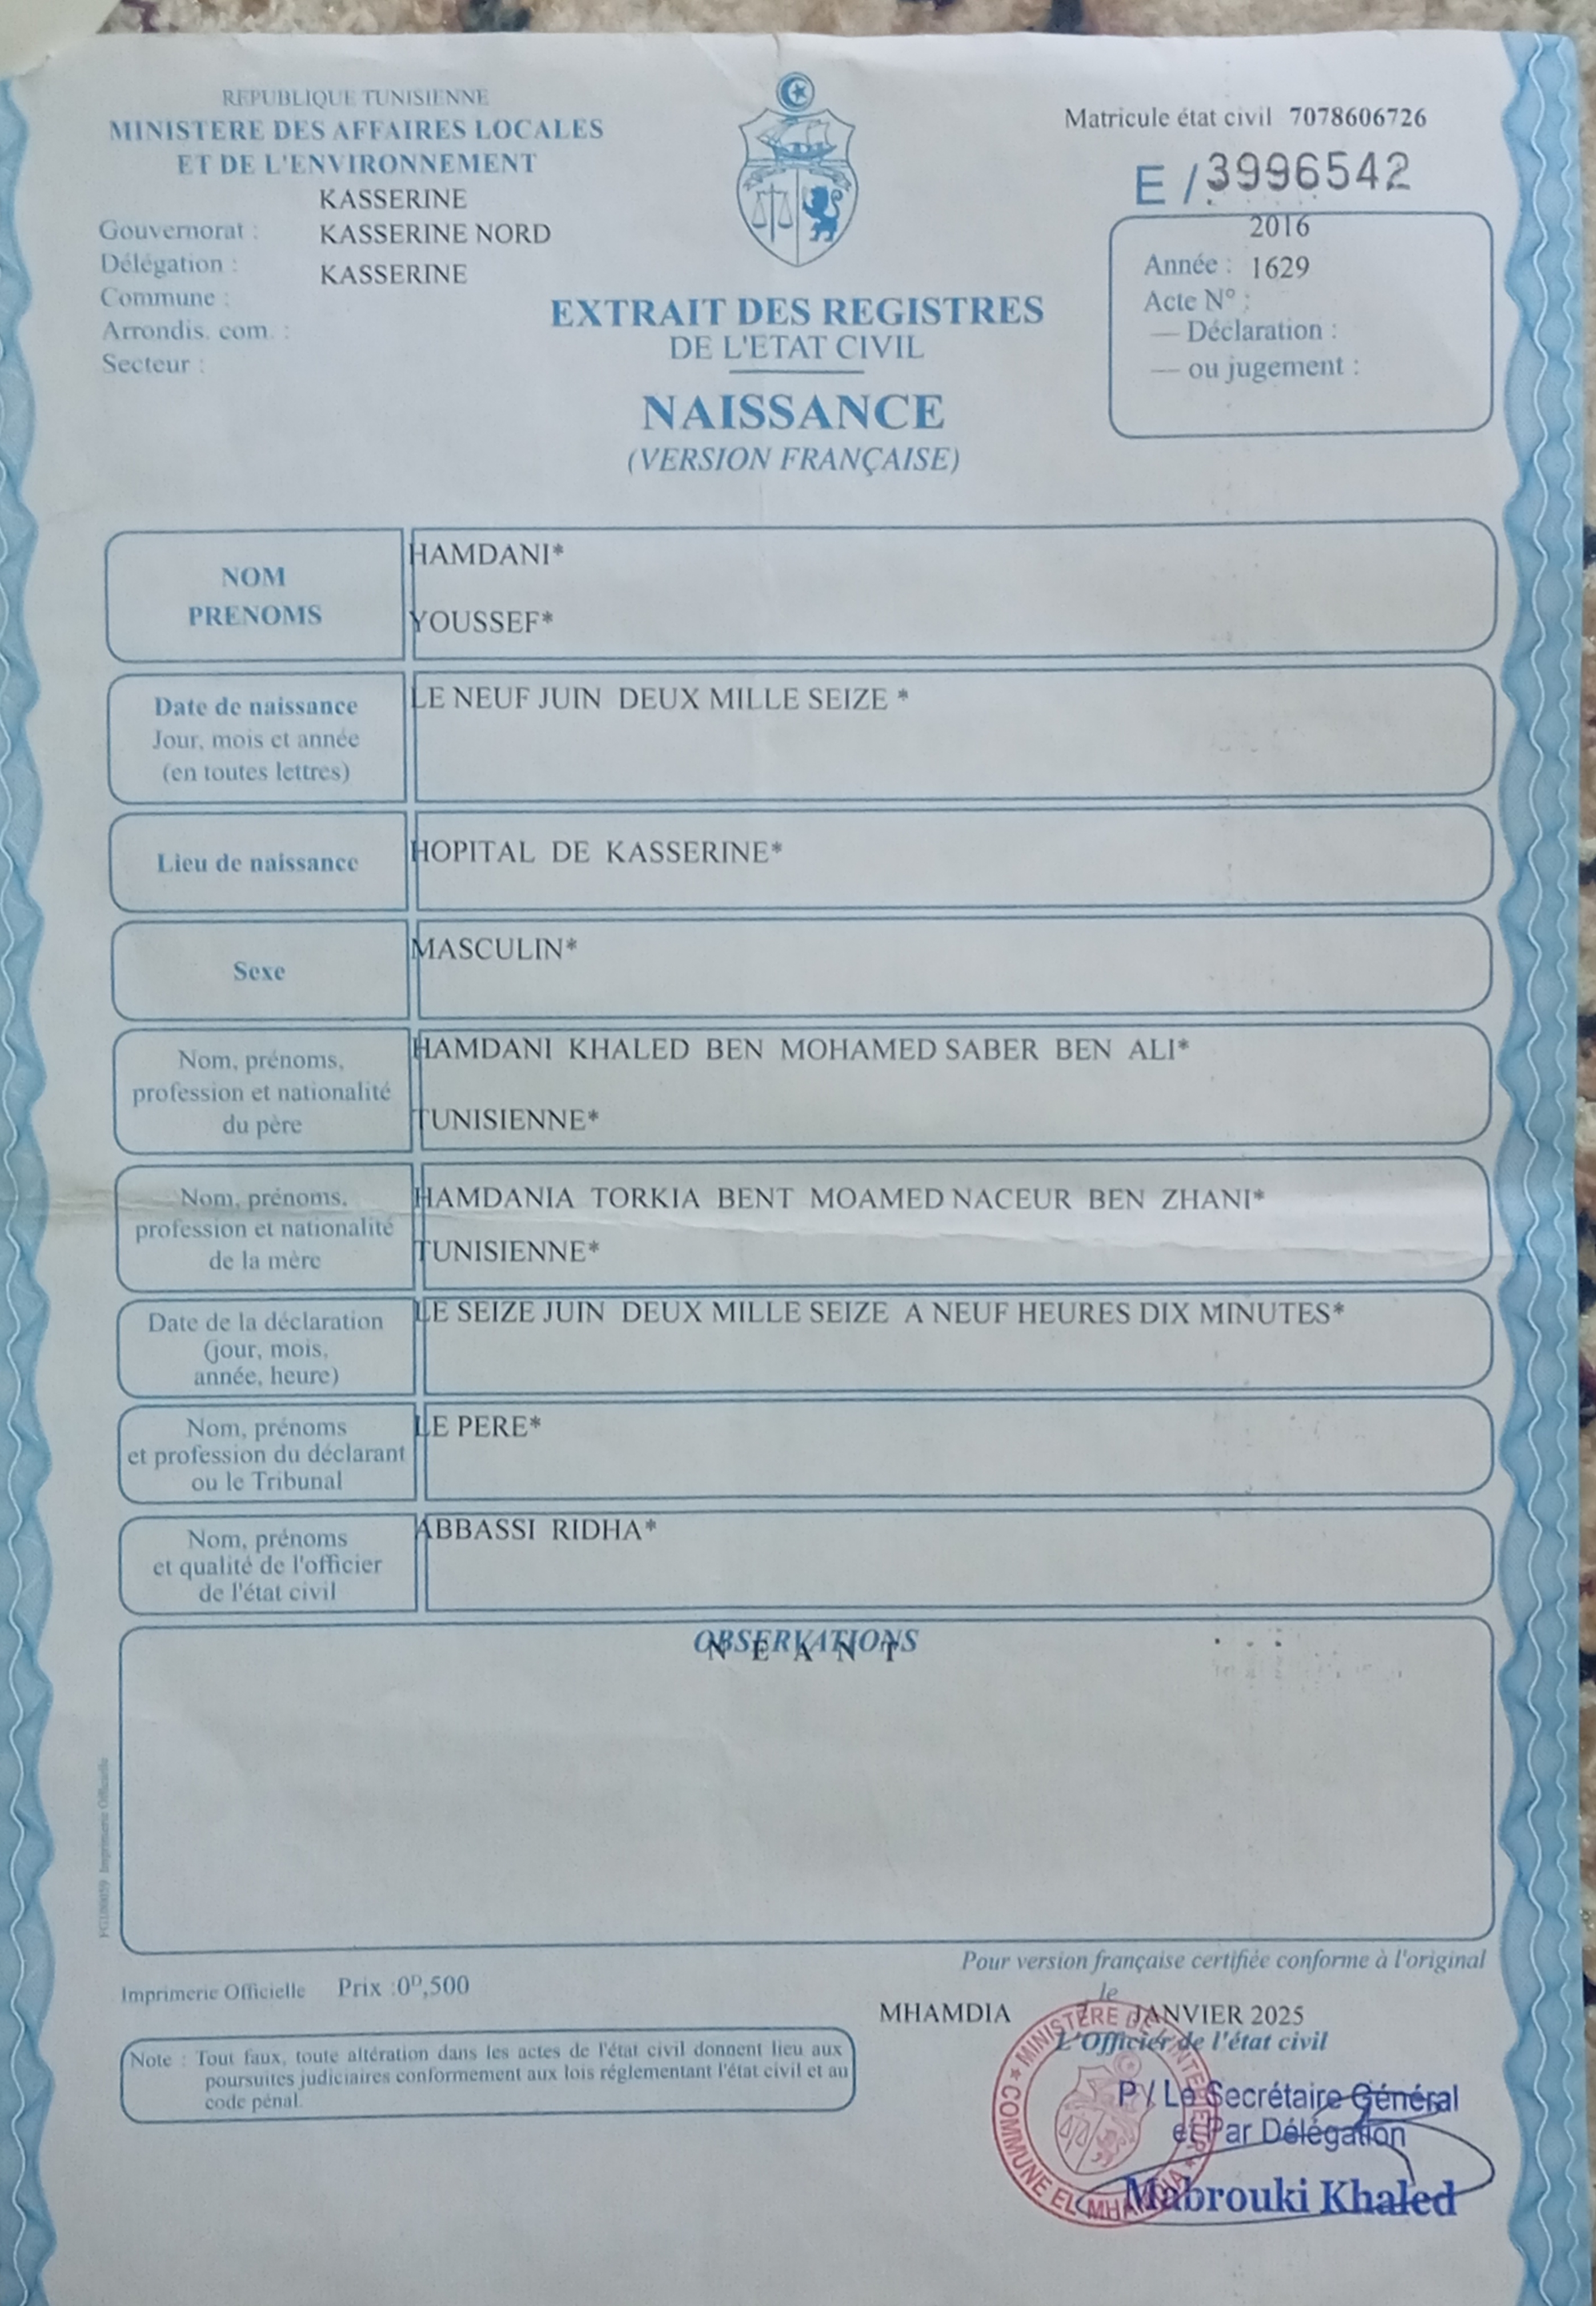 REPUBLIQUE TUNISIENNE
MINISTERE DES AFFAIRES LOCALES
ET DE L'ENVIRONNEMENT
KASSERINE
Gouvernorat : KASSERINE NORD
Délégation : KASSERINE
Commune :
Arrondis. com. :
Secteur :
Matricule état civil 7078606726
E / 3996542
2016
Année : 1629
Acte N° :
— Déclaration :
— ou jugement :
EXTRAIT DES REGISTRES
DE L'ETAT CIVIL
NAISSANCE
(VERSION FRANÇAISE)
NOM
PRENOMS
HAMDANI*
YOUSSEF*
Date de naissance
Jour, mois et année
(en toutes lettres)
LE NEUF JUIN DEUX MILLE SEIZE *
Lieu de naissance
HOPITAL DE KASSERINE*
Sexe
MASCULIN*
Nom, prénoms,
profession et nationalité
du père
HAMDANI KHALED BEN MOHAMED SABER BEN ALI*
TUNISIENNE*
Nom, prénoms,
profession et nationalité
de la mère
HAMDANIA TORKIA BENT MOAMED NACEUR BEN ZHANI*
TUNISIENNE*
Date de la déclaration
(jour, mois,
année, heure)
LE SEIZE JUIN DEUX MILLE SEIZE A NEUF HEURES DIX MINUTES*
Nom, prénoms
et profession du déclarant
ou le Tribunal
LE PERE*
Nom, prénoms
et qualité de l'officier
de l'état civil
ABBASSI RIDHA*
OBSERVATIONS
N E A N T
Imprimerie Officielle
Pour version française certifiée conforme à l'original
Imprimerie Officielle Prix :0ᴰ,500
le
MHAMDIA JANVIER 2025
L'Officier de l'état civil
Note : Tout faux, toute altération dans les actes de l'état civil donnent lieu aux
poursuites judiciaires conformement aux lois réglementant l'état civil et au
code pénal.
MINISTERE DE L'INTERIEUR
COMMUNE EL MHAMDIA
P / Le Secrétaire Général
et Par Délégation
Mabrouki Khaled